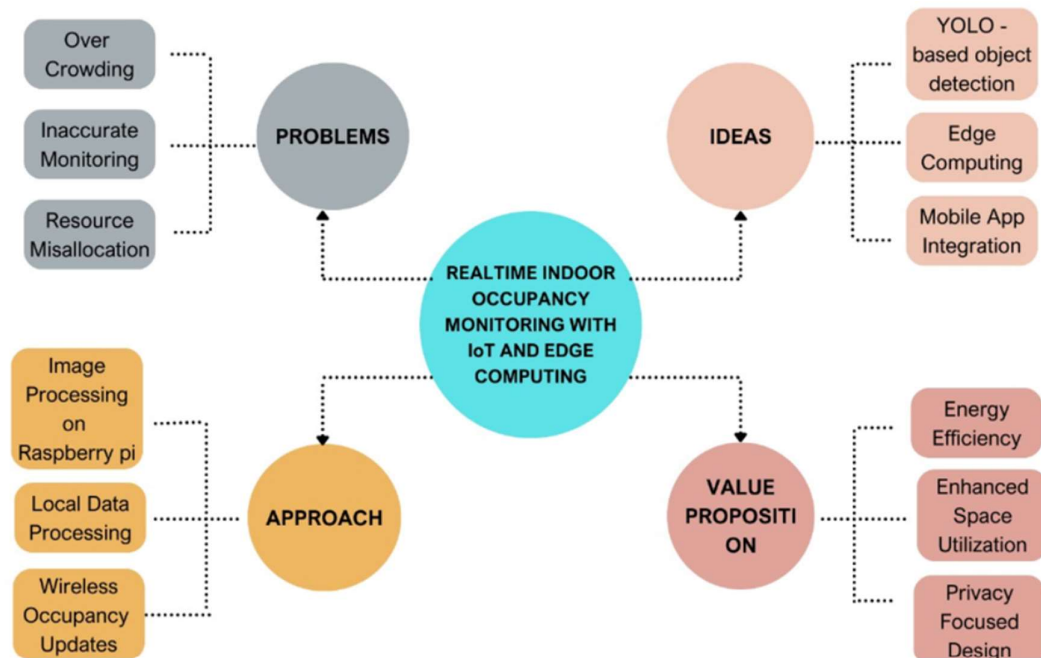 Over
Crowding
Inaccurate
Monitoring
Resource
Misallocation
PROBLEMS
IDEAS
YOLO -
based object
detection
Edge
Computing
Mobile App
Integration
REALTIME INDOOR
OCCUPANCY
MONITORING WITH
IoT AND EDGE
COMPUTING
Image
Processing
on
Raspberry pi
Local Data
Processing
Wireless
Occupancy
Updates
APPROACH
VALUE
PROPOSITI
ON
Energy
Efficiency
Enhanced
Space
Utilization
Privacy
Focused
Design